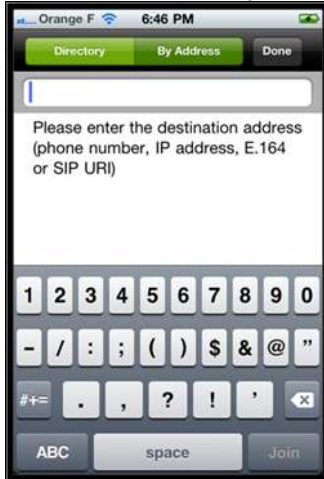 Orange F 6:46 PM
Directory By Address Done
Please enter the destination address
(phone number, IP address, E.164
or SIP URI)
1 2 3 4 5 6 7 8 9 0
- / : ; ( ) $ & @ ”
#+= . , ? ! ’
ABC space Join